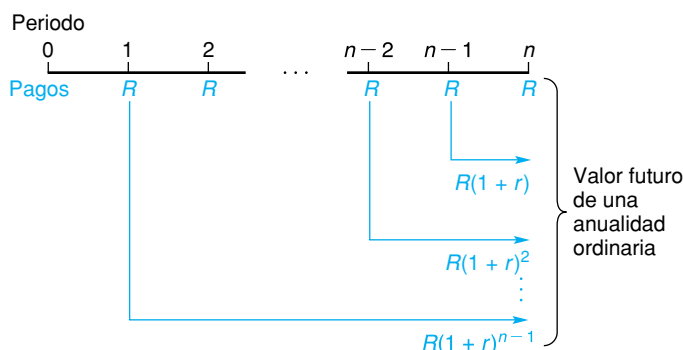 Periodo
0 1 2 n – 2 n – 1 n
. . .
Pagos R R R R R
R(1 + r)
Valor futuro
de una
anualidad
ordinaria
R(1 + r)²
R(1 + r)ⁿ⁻¹